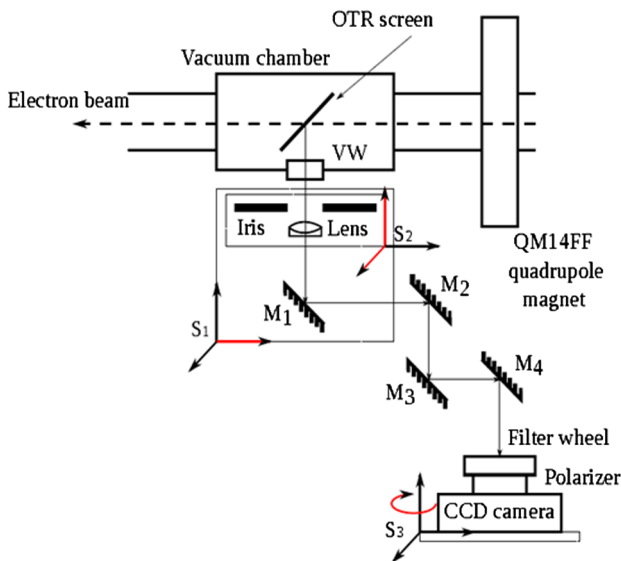 OTR screen
Vacuum chamber
Electron beam
VW
Iris
Lens
S2
QM14FF
quadrupole
magnet
S1
M1
M2
M3
M4
Filter wheel
Polarizer
CCD camera
S3